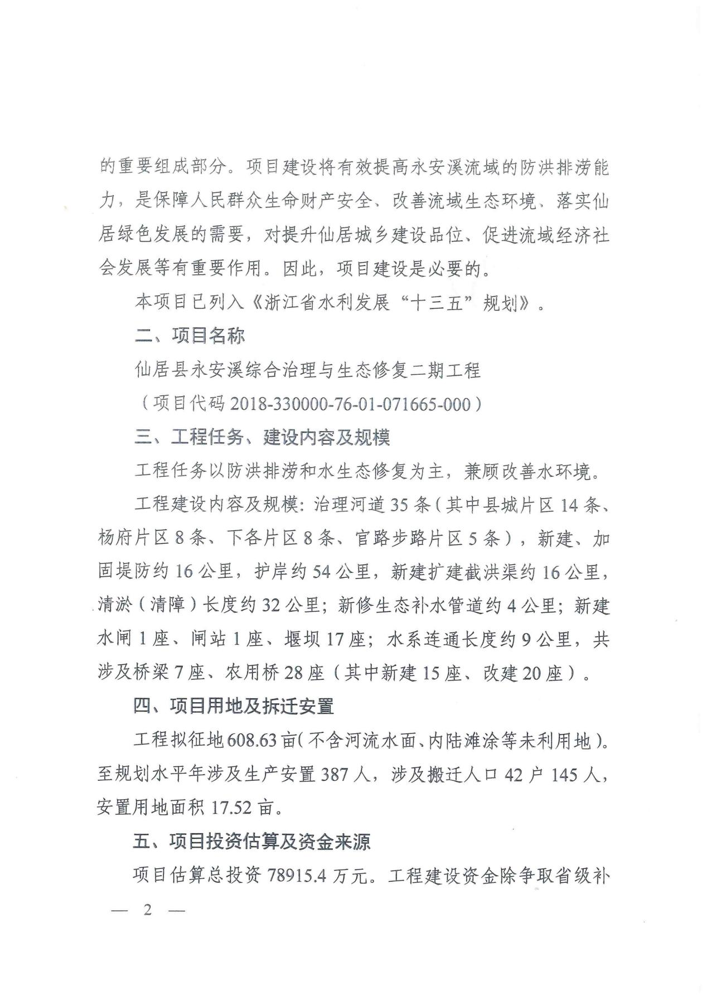 的重要组成部分。项目建设将有效提高永安溪流域的防洪排涝能
力，是保障人民群众生命财产安全、改善流域生态环境、落实仙
居绿色发展的需要，对提升仙居城乡建设品位、促进流域经济社
会发展等有重要作用。因此，项目建设是必要的。
本项目已列入《浙江省水利发展“十三五”规划》。
二、项目名称
仙居县永安溪综合治理与生态修复二期工程
（项目代码 2018-330000-76-01-071665-000）
三、工程任务、建设内容及规模
工程任务以防洪排涝和水生态修复为主，兼顾改善水环境。
工程建设内容及规模：治理河道 35 条（其中县城片区 14 条、
杨府片区 8 条、下各片区 8 条、官路步路片区 5 条），新建、加
固堤防约 16 公里，护岸约 54 公里，新建扩建截洪渠约 16 公里，
清淤（清障）长度约 32 公里；新修生态补水管道约 4 公里；新建
水闸 1 座、闸站 1 座、堰坝 17 座；水系连通长度约 9 公里，共
涉及桥梁 7 座、农用桥 28 座（其中新建 15 座、改建 20 座）。
四、项目用地及拆迁安置
工程拟征地 608.63 亩（不含河流水面、内陆滩涂等未利用地）。
至规划水平年涉及生产安置 387 人，涉及搬迁人口 42 户 145 人，
安置用地面积 17.52 亩。
五、项目投资估算及资金来源
项目估算总投资 78915.4 万元。工程建设资金除争取省级补
— 2 —